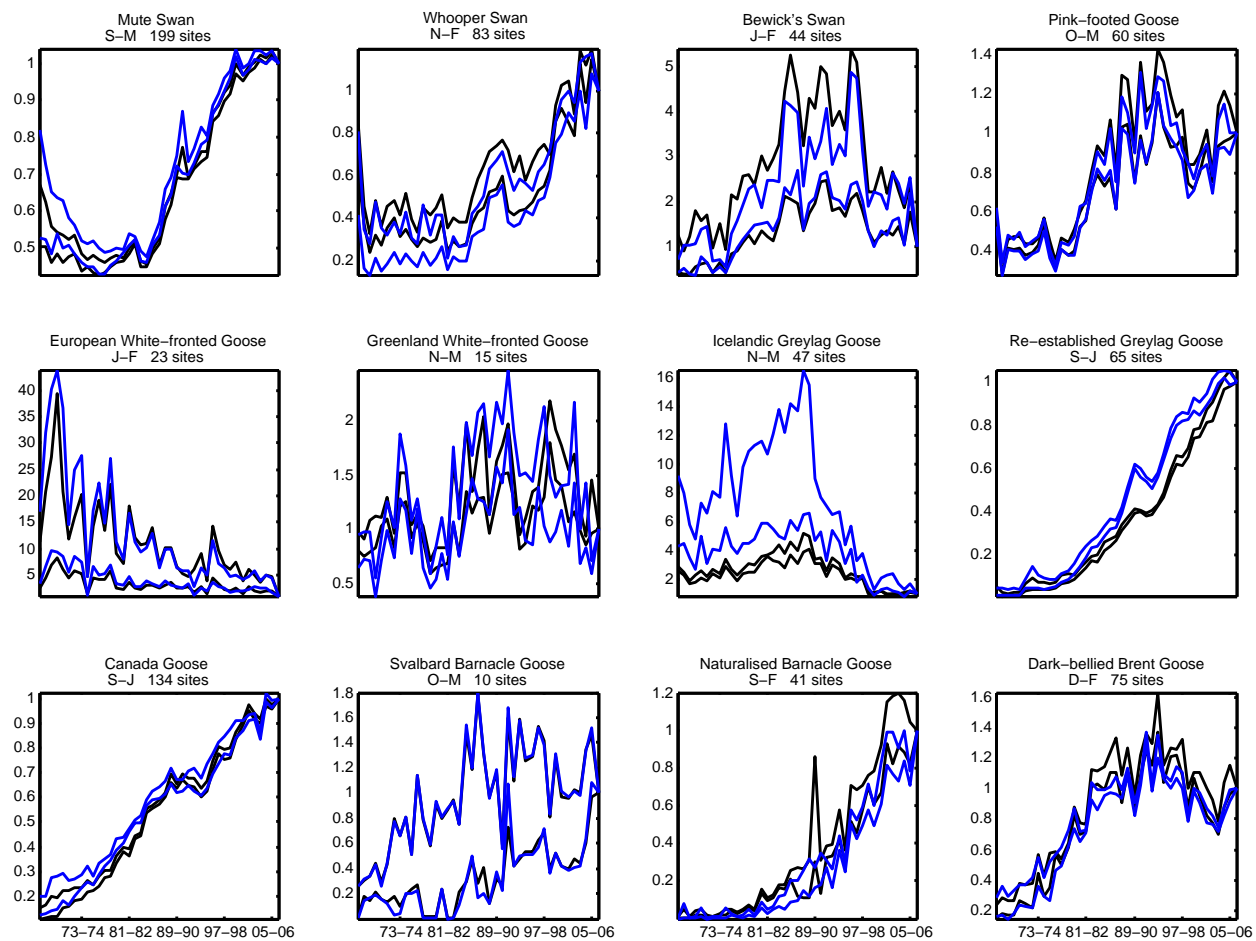 Mute Swan
S−M 199 sites
Whooper Swan
N−F 83 sites
Bewick's Swan
J−F 44 sites
Pink−footed Goose
O−M 60 sites
1
0.9
0.8
0.7
0.6
0.5
1
0.8
0.6
0.4
0.2
5
4
3
2
1
1.4
1.2
1
0.8
0.6
0.4
European White−fronted Goose
J−F 23 sites
Greenland White−fronted Goose
N−M 15 sites
Icelandic Greylag Goose
N−M 47 sites
Re−established Greylag Goose
S−J 65 sites
40
35
30
25
20
15
10
5
2
1.5
1
0.5
16
14
12
10
8
6
4
2
1
0.8
0.6
0.4
0.2
Canada Goose
S−J 134 sites
Svalbard Barnacle Goose
O−M 10 sites
Naturalised Barnacle Goose
S−F 41 sites
Dark−bellied Brent Goose
D−F 75 sites
1
0.9
0.8
0.7
0.6
0.5
0.4
0.3
0.2
1.8
1.6
1.4
1.2
1
0.8
0.6
0.4
0.2
1.2
1
0.8
0.6
0.4
0.2
1.6
1.4
1.2
1
0.8
0.6
0.4
0.2
73−74 81−82 89−90 97−98 05−06
73−74 81−82 89−90 97−98 05−06
73−74 81−82 89−90 97−98 05−06
73−74 81−82 89−90 97−98 05−06